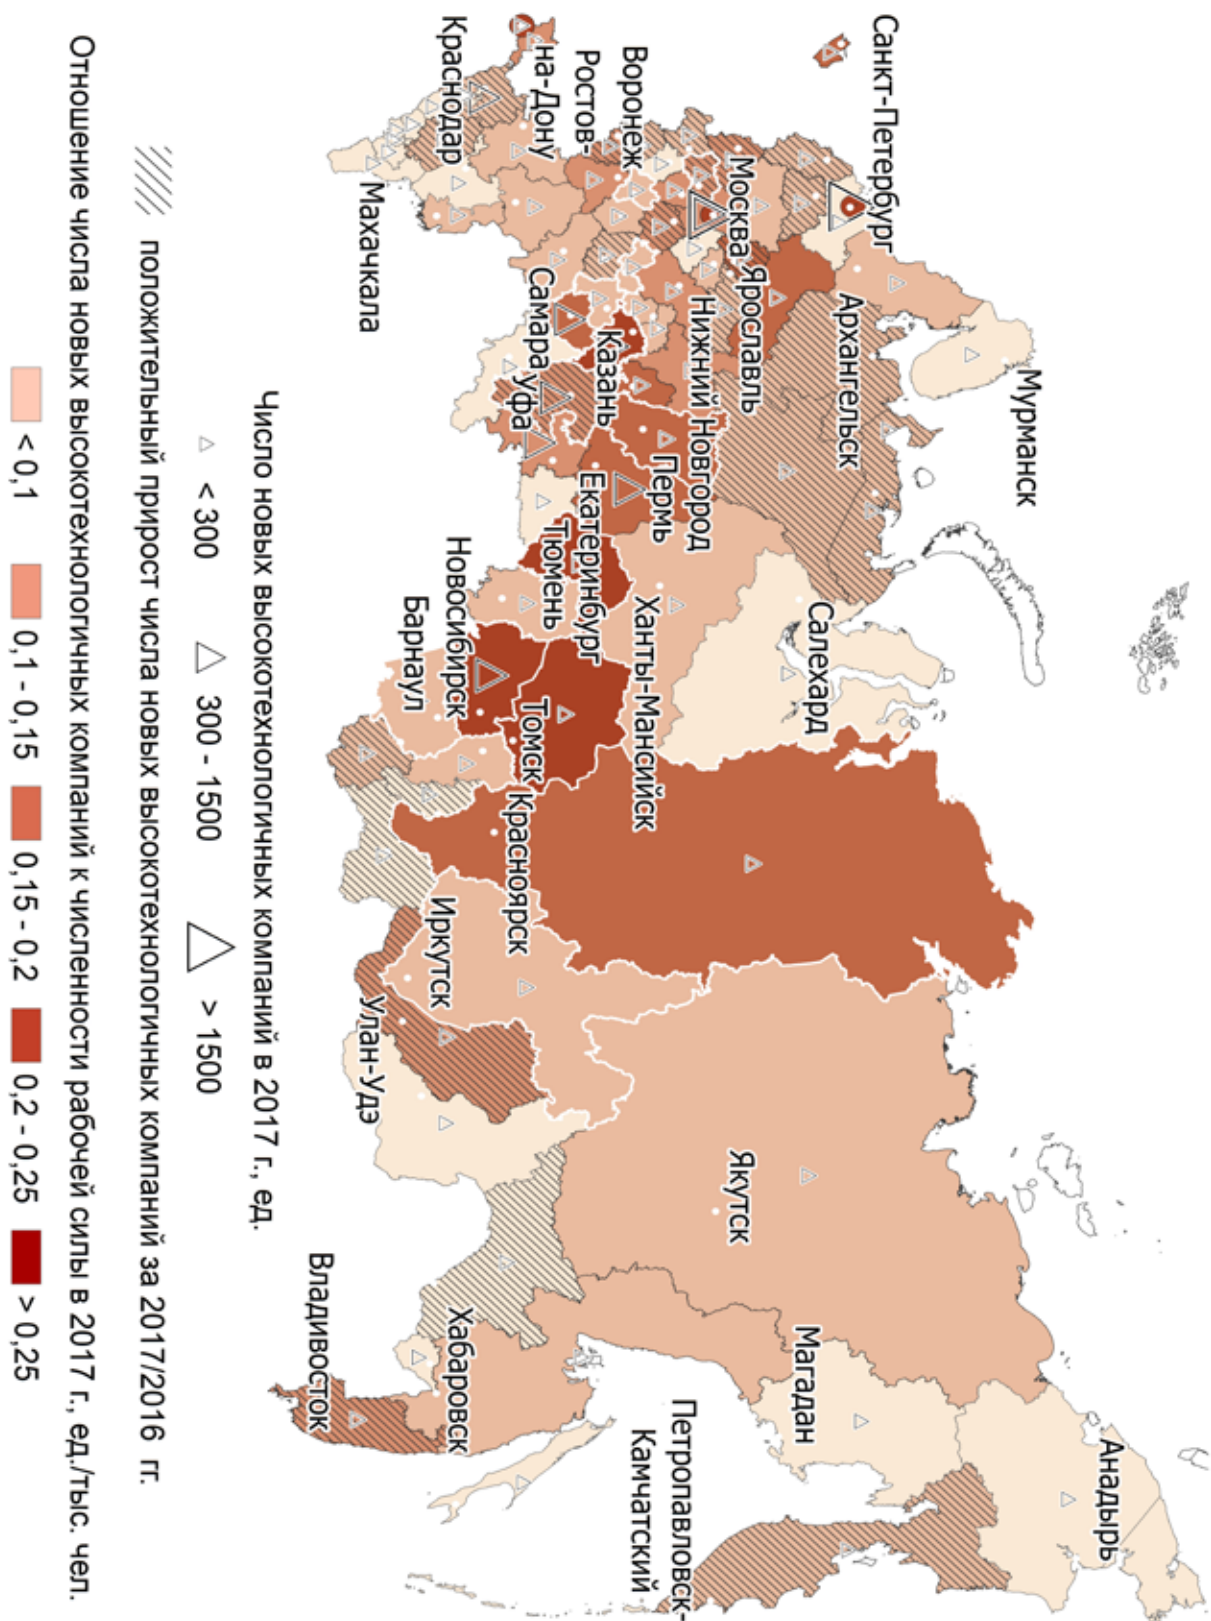 Мурманск
Санкт-Петербург
Архангельск
Салехард
Анадырь
Москва
Ярославль
Нижний Новгород
Пермь
Ханты-Мансийск
Якутск
Магадан
Воронеж
Ростов-
на-Дону
Краснодар
Казань
Самара
Уфа
Екатеринбург
Тюмень
Томск
Красноярск
Новосибирск
Барнаул
Иркутск
Улан-Удэ
Махачкала
Хабаровск
Владивосток
Петропавловск-
Камчатский
Число новых высокотехнологичных компаний в 2017 г., ед.
< 300 300 - 1500 > 1500
положительный прирост числа новых высокотехнологичных компаний за 2017/2016 гг.
Отношение числа новых высокотехнологичных компаний к численности рабочей силы в 2017 г., ед./тыс. чел.
< 0,1 0,1 - 0,15 0,15 - 0,2 0,2 - 0,25 > 0,25